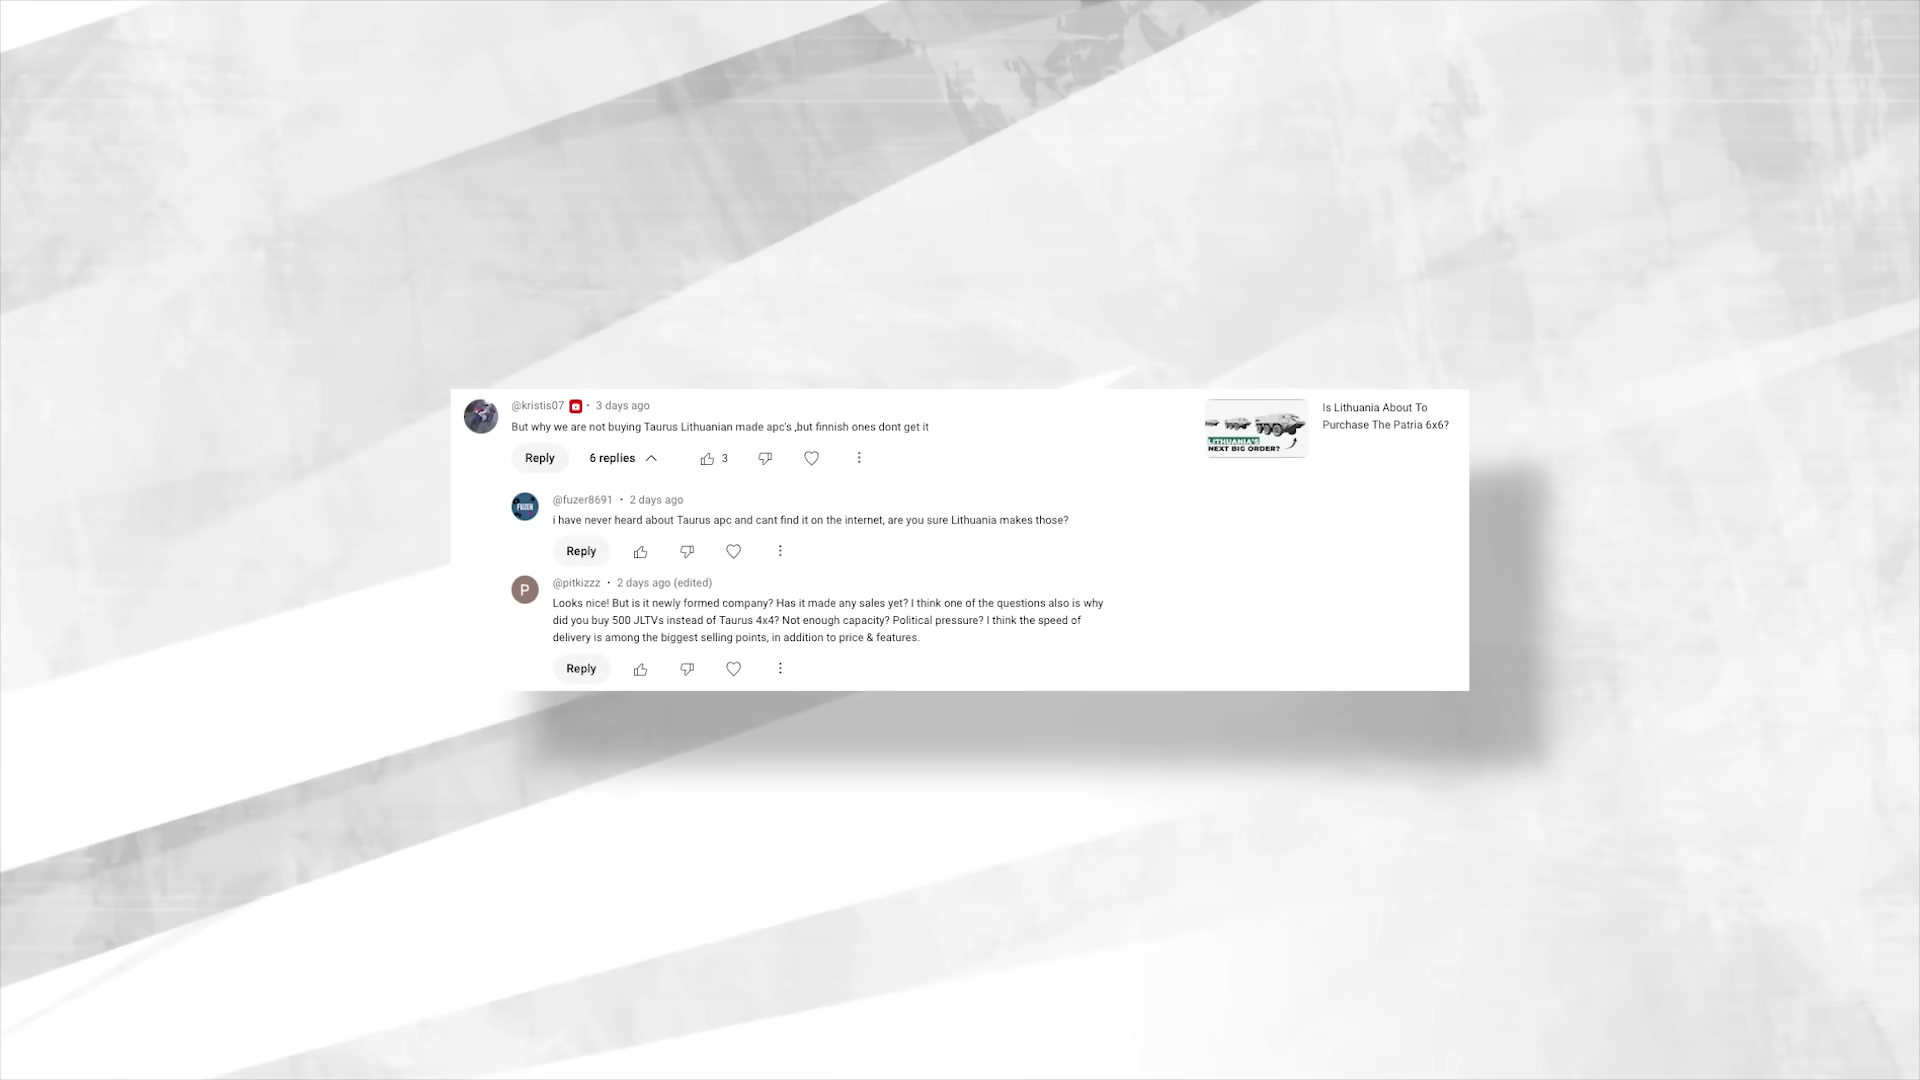 @kristis07 • 3 days ago
But why we are not buying Taurus Lithuanian made apc's ,but finnish ones dont get it
Reply 6 replies 3
Is Lithuania About To
Purchase The Patria 6x6?
LITHUANIA'S
NEXT BIG ORDER?
FUZER
@fuzer8691 • 2 days ago
i have never heard about Taurus apc and cant find it on the internet, are you sure Lithuania makes those?
Reply
P
@pitkizzz • 2 days ago (edited)
Looks nice! But is it newly formed company? Has it made any sales yet? I think one of the questions also is why
did you buy 500 JLTVs instead of Taurus 4x4? Not enough capacity? Political pressure? I think the speed of
delivery is among the biggest selling points, in addition to price & features.
Reply